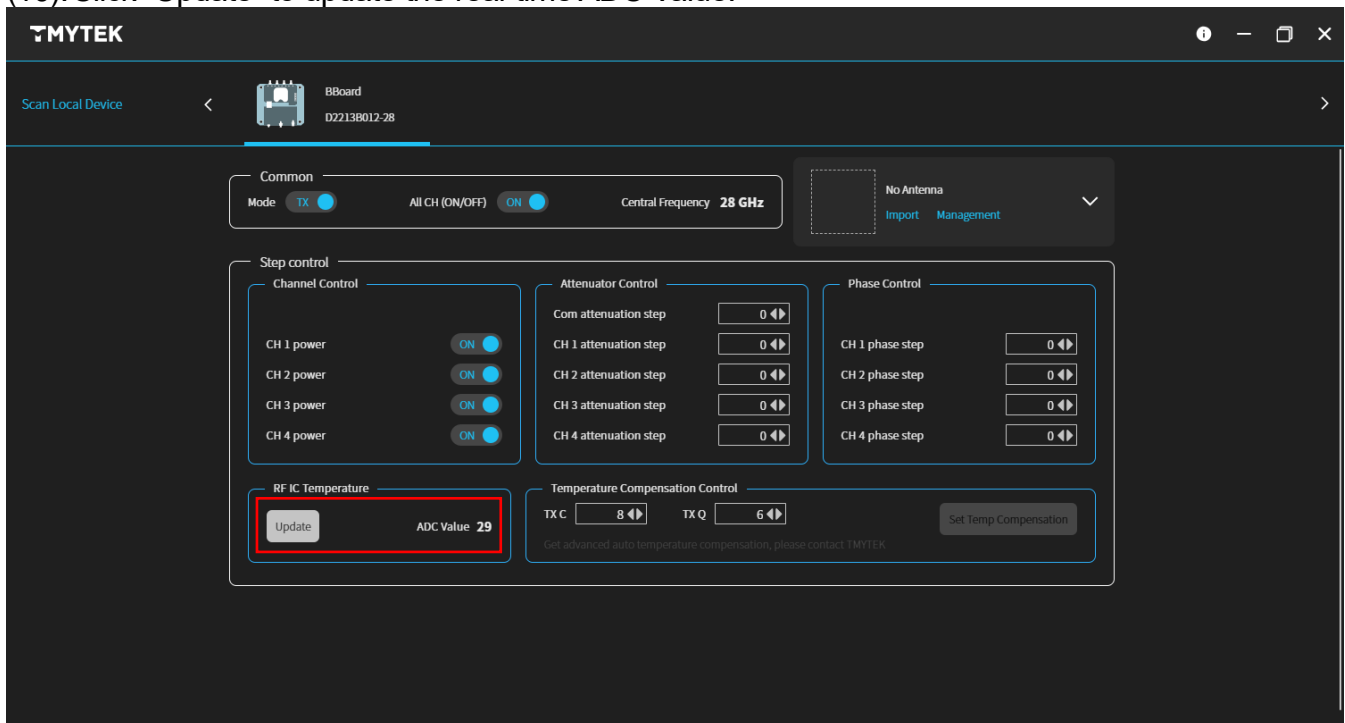 TMYTEK
Scan Local Device
BBoard
D2213B012-28
Common
Mode TX All CH (ON/OFF) ON Central Frequency 28 GHz
No Antenna
Import Management
Step control
Channel Control
CH 1 power ON
CH 2 power ON
CH 3 power ON
CH 4 power ON
Attenuator Control
Com attenuation step 0
CH 1 attenuation step 0
CH 2 attenuation step 0
CH 3 attenuation step 0
CH 4 attenuation step 0
Phase Control
CH 1 phase step 0
CH 2 phase step 0
CH 3 phase step 0
CH 4 phase step 0
RF IC Temperature
Update ADC Value 29
Temperature Compensation Control
TX C 8 TX Q 6 Set Temp Compensation
Get advanced auto temperature compensation, please contact TMYTEK